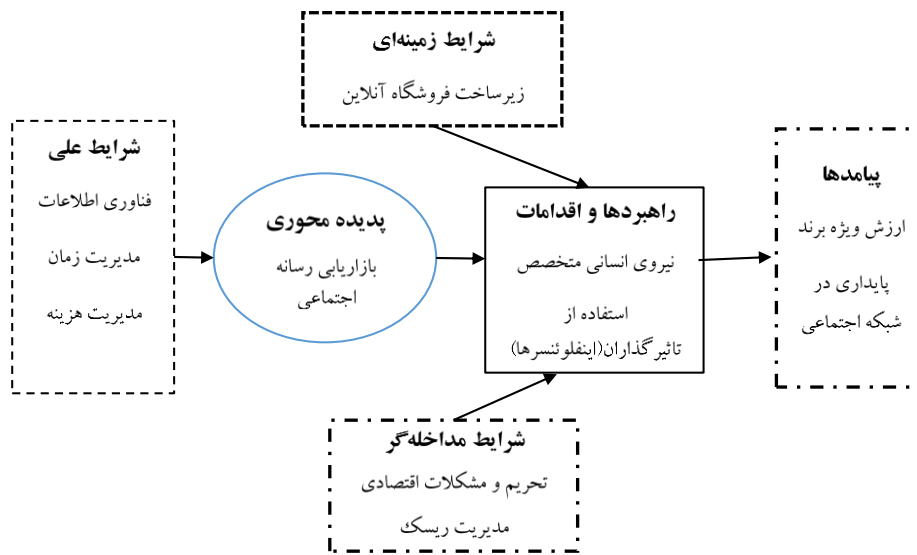 شرایط زمینه‌ای
زیرساخت فروشگاه آنلاین
شرایط علی
فناوری اطلاعات
مدیریت زمان
مدیریت هزینه
پدیده محوری
بازاریابی رسانه
اجتماعی
راهبردها و اقدامات
نیروی انسانی متخصص
استفاده از
تاثیرگذاران(اینفلوئنسرها)
پیامدها
ارزش ویژه برند
پایداری در
شبکه اجتماعی
شرایط مداخله‌گر
تحریم و مشکلات اقتصادی
مدیریت ریسک